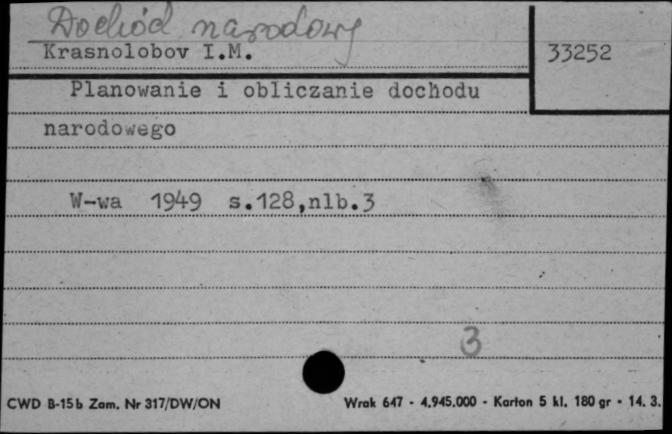 Dochód narodowy
Krasnolobov I.M.
33252
Planowanie i obliczanie dochodu
narodowego
W-wa 1949 s.128,nlb.3
3
CWD B-15b Zam. Nr 317/DW/ON
Wrak 647 - 4.945.000 - Karton 5 kl. 180 gr - 14. 3.